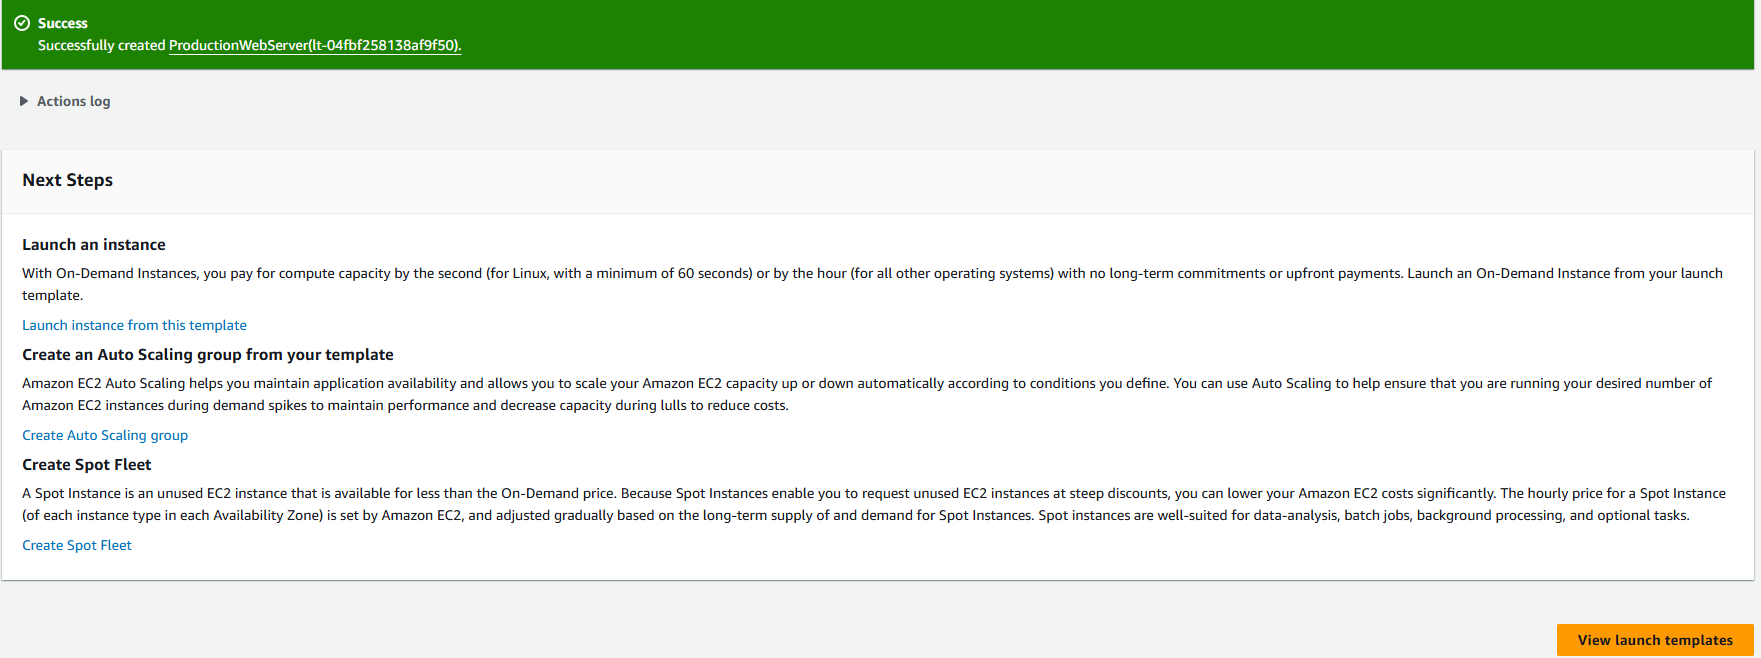 Success
Successfully created ProductionWebServer(lt-04fbf258138af9f50).
Actions log
Next Steps
Launch an instance
With On-Demand Instances, you pay for compute capacity by the second (for Linux, with a minimum of 60 seconds) or by the hour (for all other operating systems) with no long-term commitments or upfront payments. Launch an On-Demand Instance from your launch
template.
Launch instance from this template
Create an Auto Scaling group from your template
Amazon EC2 Auto Scaling helps you maintain application availability and allows you to scale your Amazon EC2 capacity up or down automatically according to conditions you define. You can use Auto Scaling to help ensure that you are running your desired number of
Amazon EC2 instances during demand spikes to maintain performance and decrease capacity during lulls to reduce costs.
Create Auto Scaling group
Create Spot Fleet
A Spot Instance is an unused EC2 instance that is available for less than the On-Demand price. Because Spot Instances enable you to request unused EC2 instances at steep discounts, you can lower your Amazon EC2 costs significantly. The hourly price for a Spot Instance
(of each instance type in each Availability Zone) is set by Amazon EC2, and adjusted gradually based on the long-term supply of and demand for Spot Instances. Spot instances are well-suited for data-analysis, batch jobs, background processing, and optional tasks.
Create Spot Fleet
View launch templates